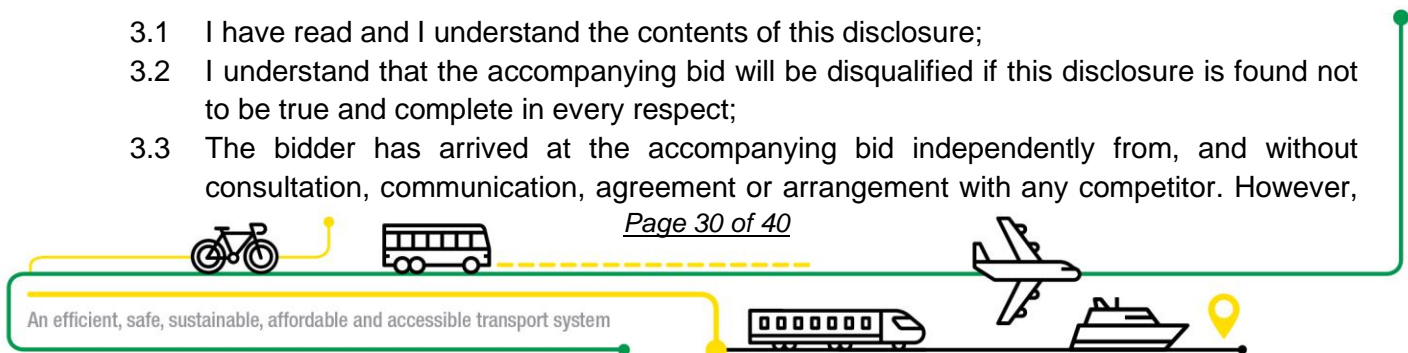 3.1 I have read and I understand the contents of this disclosure;
3.2 I understand that the accompanying bid will be disqualified if this disclosure is found not
to be true and complete in every respect;
3.3 The bidder has arrived at the accompanying bid independently from, and without
consultation, communication, agreement or arrangement with any competitor. However,
Page 30 of 40
An efficient, safe, sustainable, affordable and accessible transport system